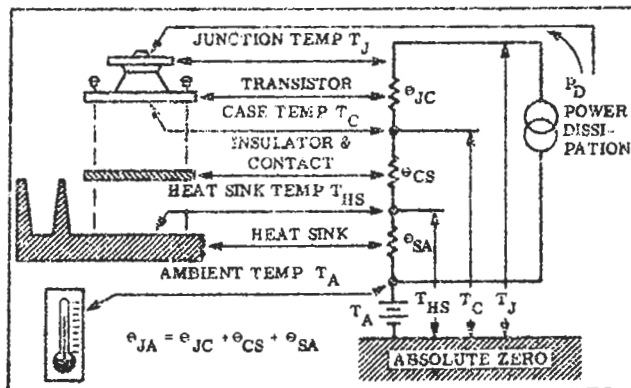 JUNCTION TEMP TJ
TRANSISTOR
CASE TEMP TC
INSULATOR &
CONTACT
HEAT SINK TEMP THS
HEAT SINK
AMBIENT TEMP TA
ΘJA = ΘJC + ΘCS + ΘSA
ΘJC
ΘCS
ΘSA
TA
THS
TC
TJ
PD
POWER
DISSI-
PATION
ABSOLUTE ZERO